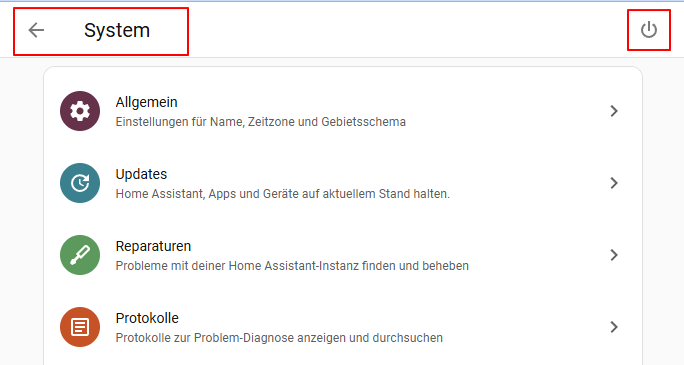 System
Allgemein
Einstellungen für Name, Zeitzone und Gebietsschema
Updates
Home Assistant, Apps und Geräte auf aktuellem Stand halten.
Reparaturen
Probleme mit deiner Home Assistant-Instanz finden und beheben
Protokolle
Protokolle zur Problem-Diagnose anzeigen und durchsuchen